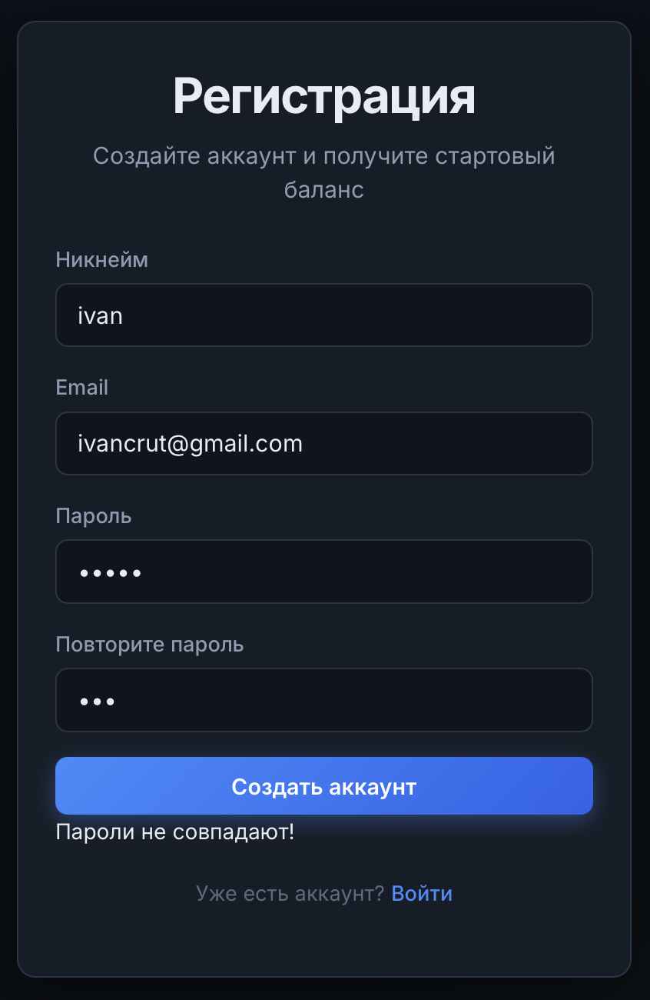 Регистрация
Создайте аккаунт и получите стартовый
баланс
Никнейм
ivan
Email
ivancrut@gmail.com
Пароль
•••••
Повторите пароль
•••
Создать аккаунт
Пароли не совпадают!
Уже есть аккаунт? Войти